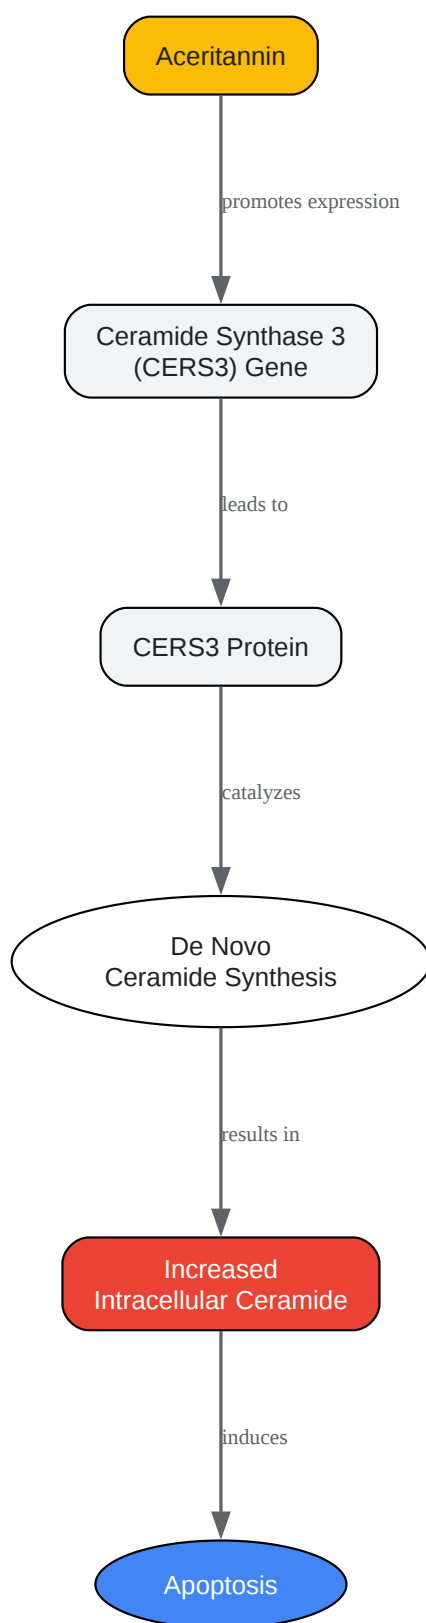 Aceritannin
promotes expression
Ceramide Synthase 3
(CERS3) Gene
leads to
CERS3 Protein
catalyzes
De Novo
Ceramide Synthesis
results in
Increased
Intracellular Ceramide
induces
Apoptosis